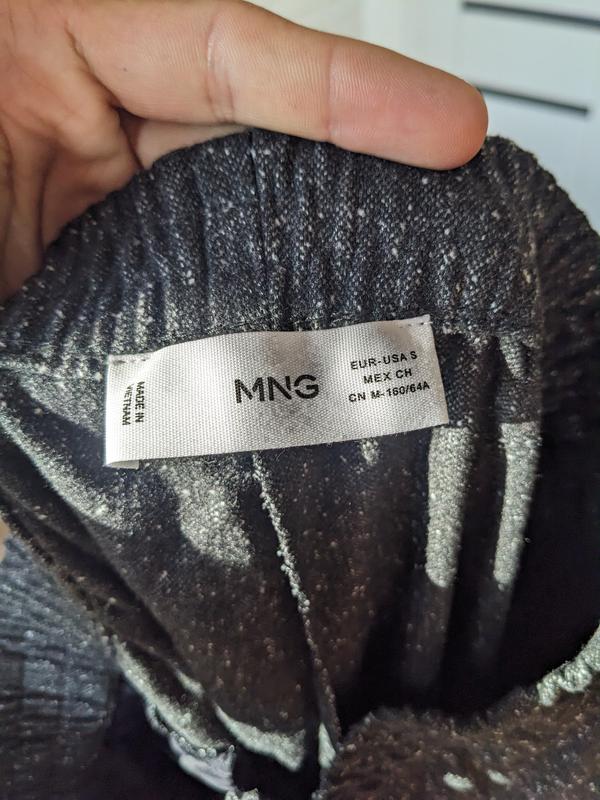 MADE IN
VIETNAM
MNG
EUR-USA S
MEX CH
CN M-160/64A